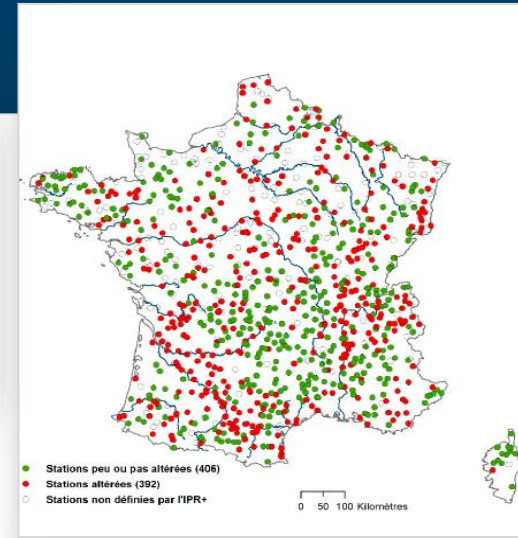 Stations peu ou pas altérées (406)
Stations altérées (392)
Stations non définies par l'IPR+
0 50 100 Kilomètres